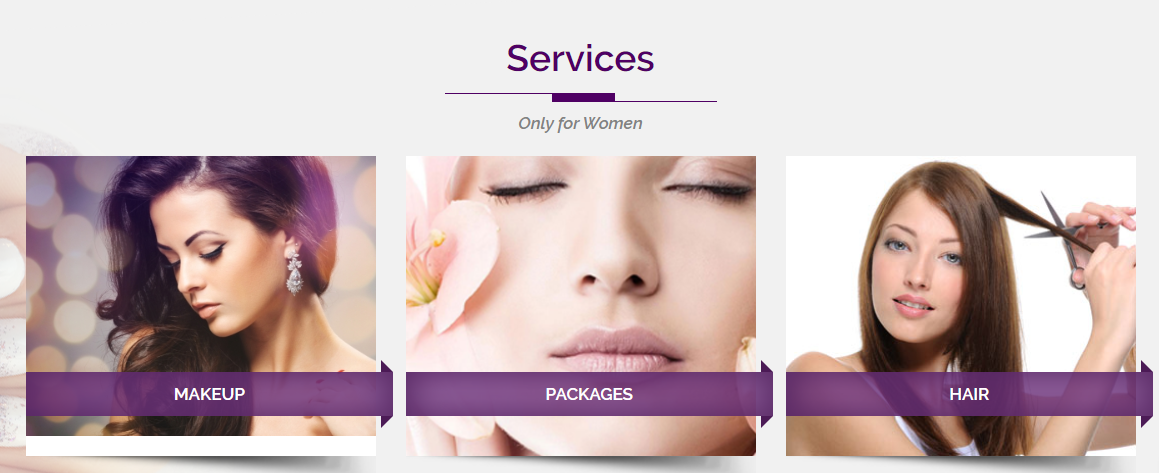 Services
Only for Women
MAKEUP
PACKAGES
HAIR